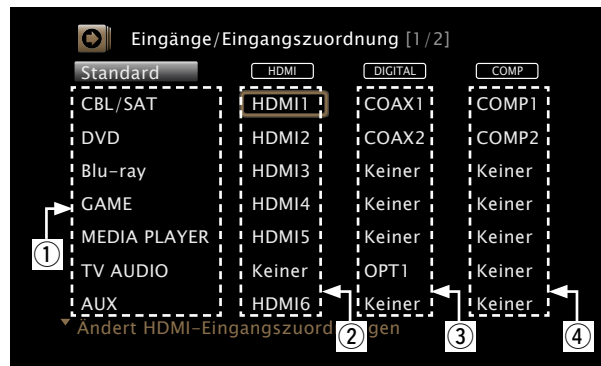 Eingänge/Eingangszuordnung [1/2]
Standard HDMI DIGITAL COMP
CBL/SAT HDMI1 COAX1 COMP1
DVD HDMI2 COAX2 COMP2
Blu-ray HDMI3 Keiner Keiner
GAME HDMI4 Keiner Keiner
MEDIA PLAYER HDMI5 Keiner Keiner
①
TV AUDIO Keiner OPT1 Keiner
AUX HDMI6 Keiner Keiner
Ändert HDMI-Eingangszuord gen
② ③ ④